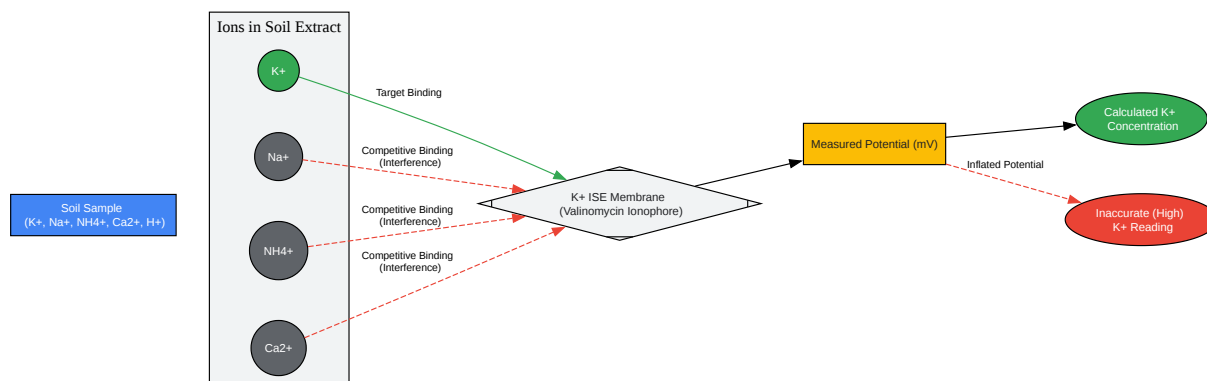 Ions in Soil Extract
K+
Target Binding
Na+
Competitive Binding
(Interference)
Soil Sample
(K+, Na+, NH4+, Ca2+, H+)
Competitive Binding
(Interference)
NH4+
Competitive Binding
(Interference)
Ca2+
K+ ISE Membrane
(Valinomycin Ionophore)
Measured Potential (mV)
Calculated K+
Concentration
Inflated Potential
Inaccurate (High)
K+ Reading